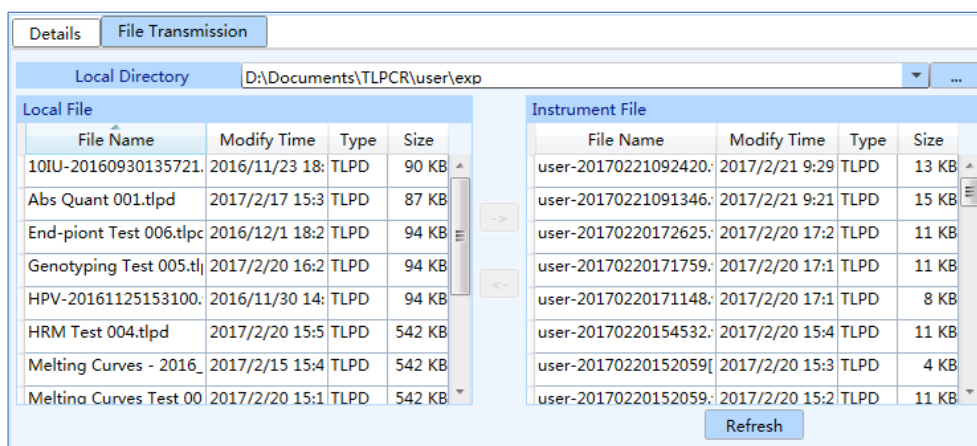 Details File Transmission
Local Directory D:\Documents\TLPCR\user\exp ...
Local File Instrument File
File Name Modify Time Type Size File Name Modify Time Type Size
10IU-20160930135721. 2016/11/23 18: TLPD 90 KB user-20170221092420. 2017/2/21 9:29 TLPD 13 KB
Abs Quant 001.tlpd 2017/2/17 15:3 TLPD 87 KB user-20170221091346. 2017/2/21 9:21 TLPD 15 KB
->
End-piont Test 006.tlpd 2016/12/1 18:2 TLPD 94 KB user-20170220172625. 2017/2/20 17:2 TLPD 11 KB
Genotyping Test 005.tl 2017/2/20 16:2 TLPD 94 KB user-20170220171759. 2017/2/20 17:1 TLPD 11 KB
<-
HPV-20161125153100. 2016/11/30 14: TLPD 94 KB user-20170220171148. 2017/2/20 17:1 TLPD 8 KB
HRM Test 004.tlpd 2017/2/20 15:5 TLPD 542 KB user-20170220154532. 2017/2/20 15:4 TLPD 11 KB
Melting Curves - 2016_ 2017/2/15 15:4 TLPD 542 KB user-20170220152059[ 2017/2/20 15:3 TLPD 4 KB
Melting Curves Test 00 2017/2/20 15:1 TLPD 542 KB user-20170220152059. 2017/2/20 15:2 TLPD 11 KB
Refresh